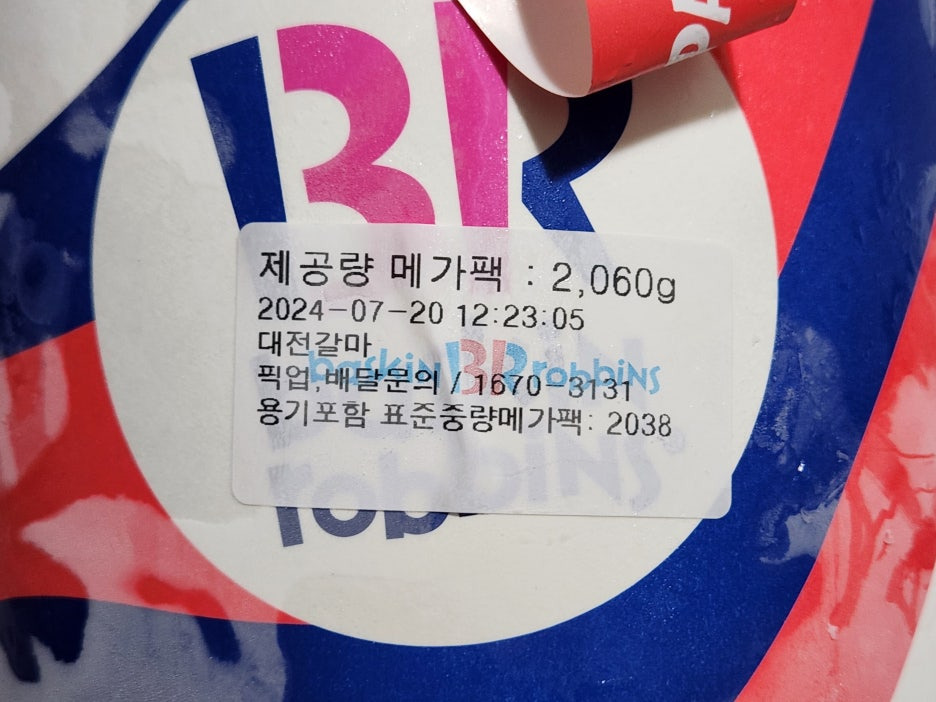 BR
PA
제공량 메가팩 : 2,060g
2024-07-20 12:23:05
대전갈마
baskin BR robbins
픽업,배달문의 / 1670-3131
용기포함 표준중량메가팩: 2038
robbins